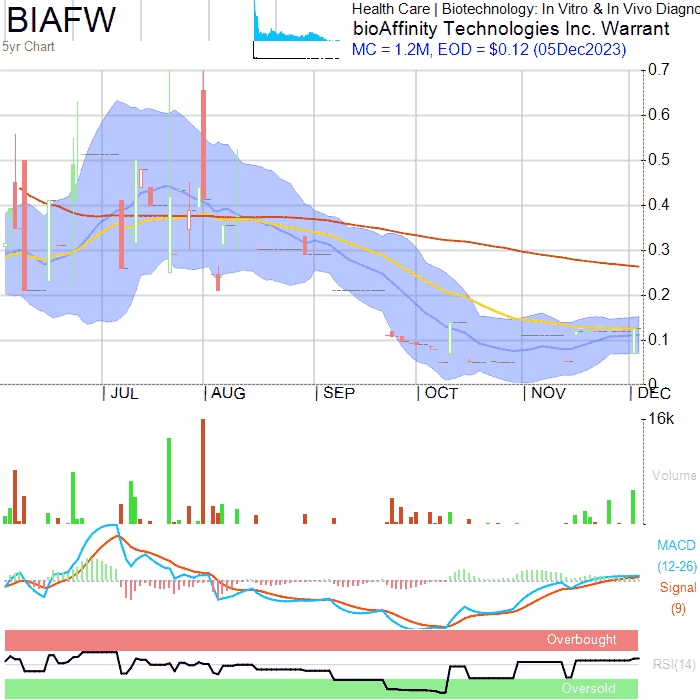 BIAFW
5yr Chart
Health Care | Biotechnology: In Vitro & In Vivo Diagno
bioAffinity Technologies Inc. Warrant
MC = 1.2M, EOD = $0.12 (05Dec2023)
0.7
0.6
0.5
0.4
0.3
0.2
0.1
0
JUL
AUG
SEP
OCT
NOV
DEC
16k
Volume
MACD
(12-26)
Signal
(9)
Overbought
RSI(14)
Oversold